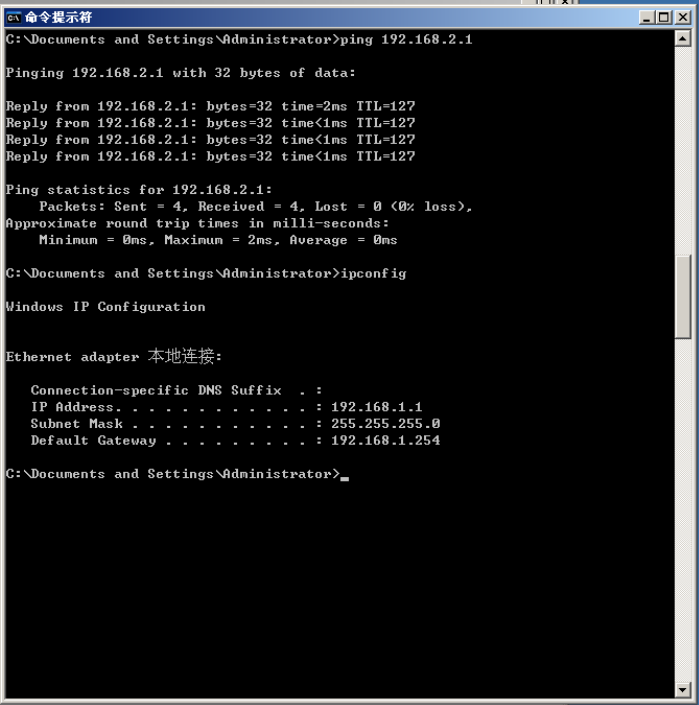 命令提示符
C:\Documents and Settings\Administrator>ping 192.168.2.1
Pinging 192.168.2.1 with 32 bytes of data:
Reply from 192.168.2.1: bytes=32 time=2ms TTL=127
Reply from 192.168.2.1: bytes=32 time<1ms TTL=127
Reply from 192.168.2.1: bytes=32 time<1ms TTL=127
Reply from 192.168.2.1: bytes=32 time<1ms TTL=127
Ping statistics for 192.168.2.1:
    Packets: Sent = 4, Received = 4, Lost = 0 (0% loss),
Approximate round trip times in milli-seconds:
    Minimum = 0ms, Maximum = 2ms, Average = 0ms
C:\Documents and Settings\Administrator>ipconfig
Windows IP Configuration
Ethernet adapter 本地连接:
   Connection-specific DNS Suffix  . :
   IP Address. . . . . . . . . . . . : 192.168.1.1
   Subnet Mask . . . . . . . . . . . : 255.255.255.0
   Default Gateway . . . . . . . . . : 192.168.1.254
C:\Documents and Settings\Administrator>